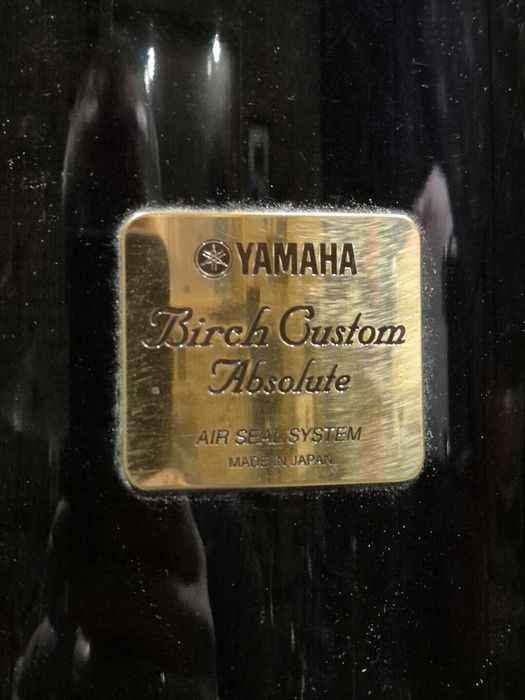 YAMAHA
Birch Custom
Absolute
AIR SEAL SYSTEM
MADE IN JAPAN